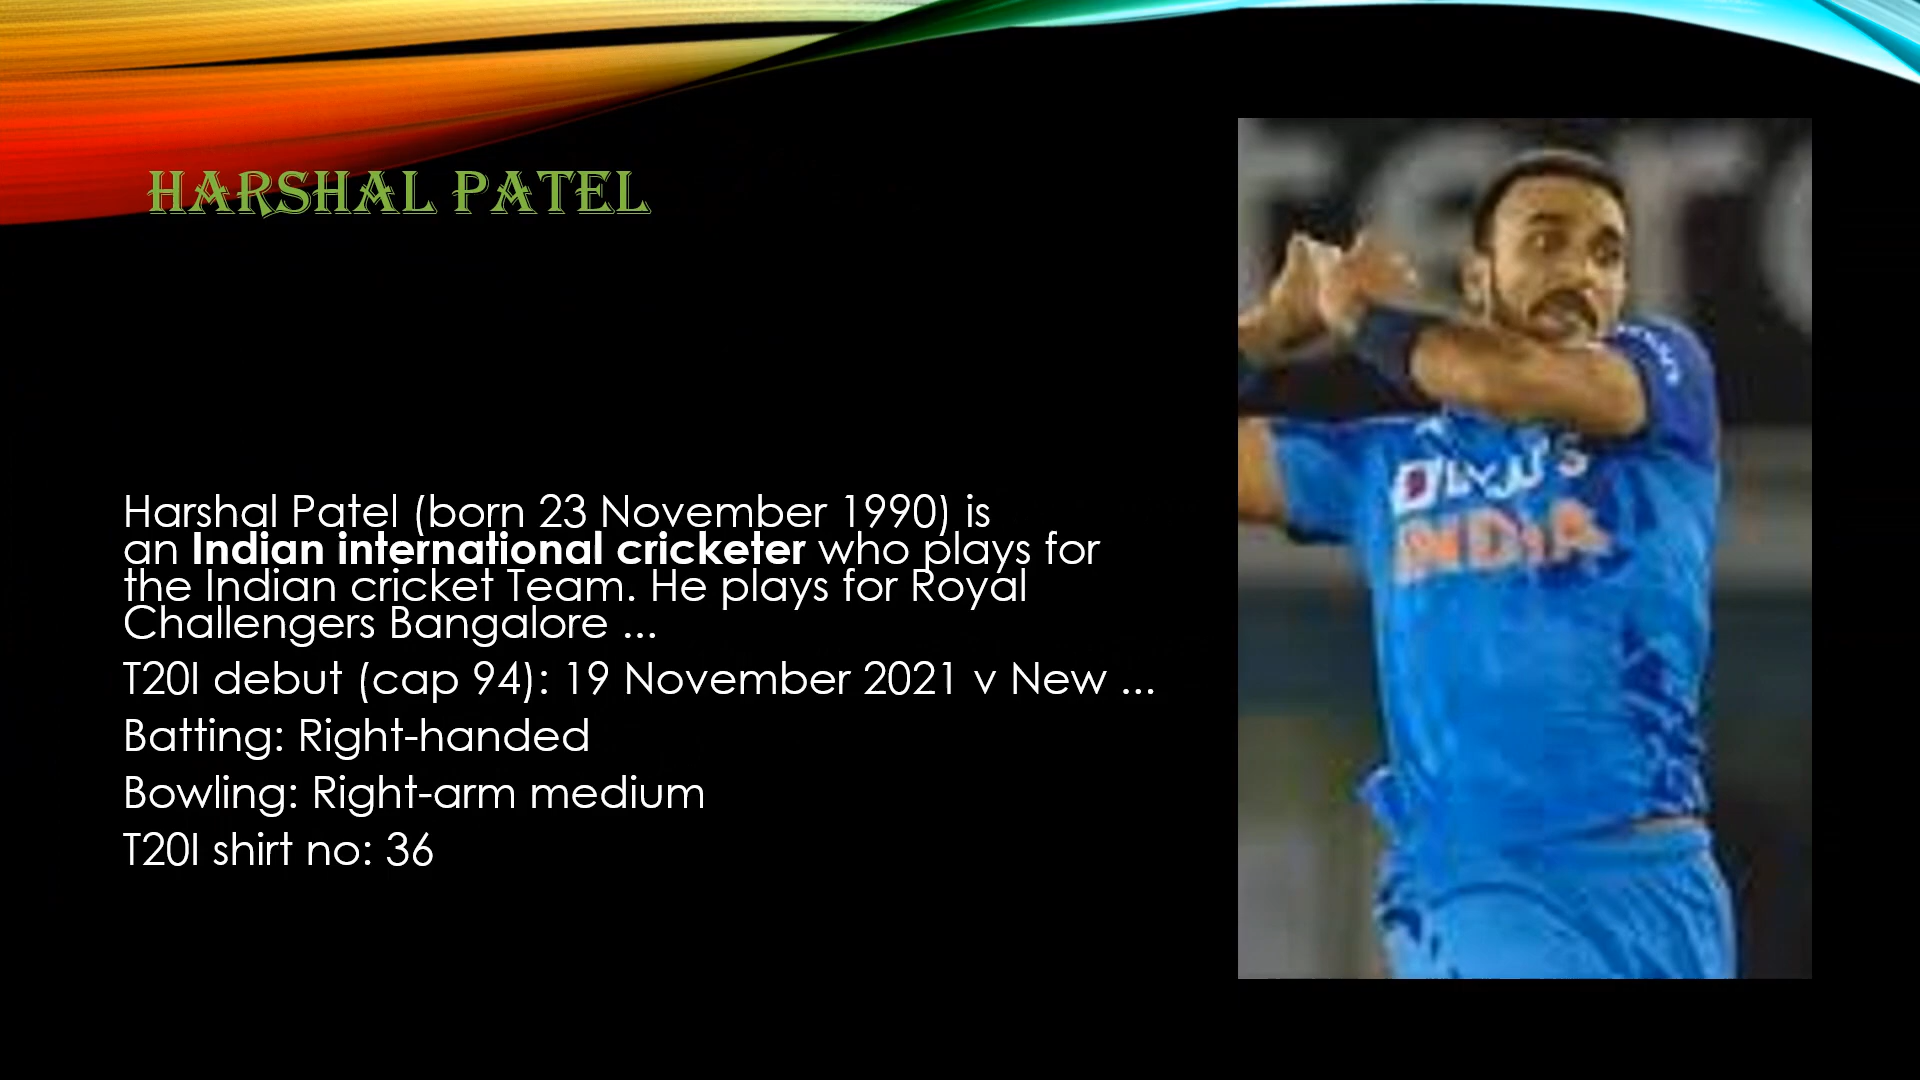 HARSHAL PATEL
Harshal Patel (born 23 November 1990) is
an Indian international cricketer who plays for
the Indian cricket Team. He plays for Royal
Challengers Bangalore ...
T20I debut (cap 94): 19 November 2021 v New ...
Batting: Right-handed
Bowling: Right-arm medium
T20I shirt no: 36
BYJU'S
INDIA